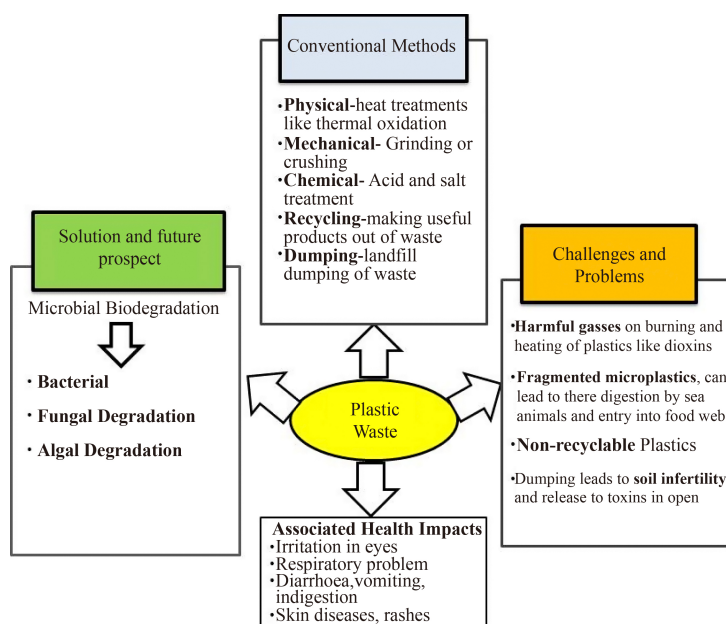 Conventional Methods
·Physical-heat treatments
like thermal oxidation
·Mechanical- Grinding or
crushing
·Chemical- Acid and salt
treatment
·Recycling-making useful
products out of waste
·Dumping-landfill
dumping of waste
Solution and future
prospect
Microbial Biodegradation
· Bacterial
· Fungal Degradation
· Algal Degradation
Plastic
Waste
Challenges and
Problems
·Harmful gasses on burning and
heating of plastics like dioxins
·Fragmented microplastics, can
lead to there digestion by sea
animals and entry into food web
·Non-recyclable Plastics
·Dumping leads to soil infertility
and release to toxins in open
Associated Health Impacts
·Irritation in eyes
·Respiratory problem
·Diarrhoea,vomiting,
indigestion
·Skin diseases, rashes